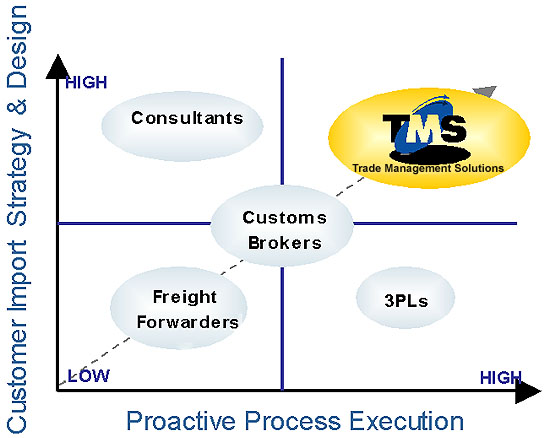 Customer Import Strategy & Design
HIGH
Consultants
TMS
Trade Management Solutions
Customs
Brokers
Freight
Forwarders
3PLs
LOW
HIGH
Proactive Process Execution